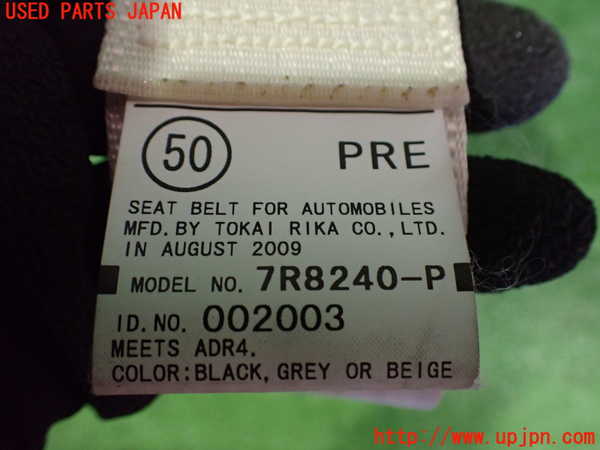 USED PARTS JAPAN
50 PRE
SEAT BELT FOR AUTOMOBILES
MFD. BY TOKAI RIKA CO., LTD.
IN AUGUST 2009
MODEL NO. 7R8240-P
ID. NO. 002003
MEETS ADR4.
COLOR:BLACK, GREY OR BEIGE
http://www.upjpn.com/